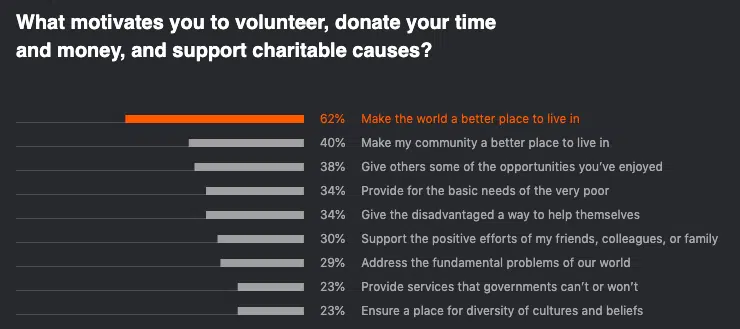 What motivates you to volunteer, donate your time
and money, and support charitable causes?
62% Make the world a better place to live in
40% Make my community a better place to live in
38% Give others some of the opportunities you’ve enjoyed
34% Provide for the basic needs of the very poor
34% Give the disadvantaged a way to help themselves
30% Support the positive efforts of my friends, colleagues, or family
29% Address the fundamental problems of our world
23% Provide services that governments can’t or won’t
23% Ensure a place for diversity of cultures and beliefs